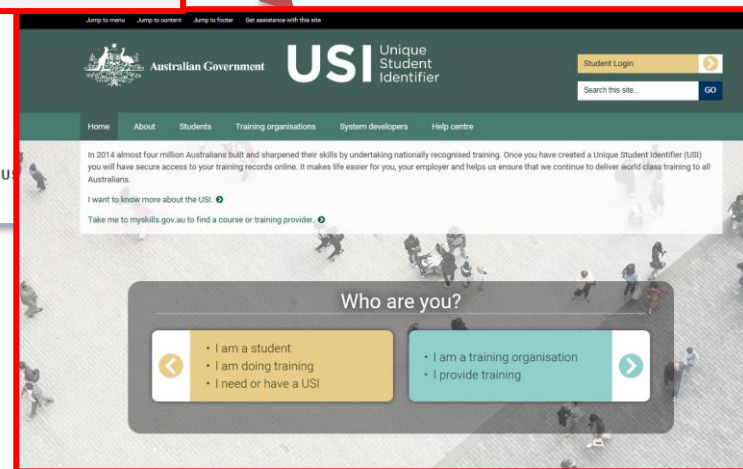 Jump to menu Jump to content Jump to footer Get assistance with this site
Australian Government
USI Unique
Student
Identifier
Student Login
Search this site... GO
Home About Students Training organisations System developers Help centre
In 2014 almost four million Australians built and sharpened their skills by undertaking nationally recognised training. Once you have created a Unique Student Identifier (USI)
you will have secure access to your training records online. It makes life easier for you, your employer and helps us ensure that we continue to deliver world class training to all
Australians.
I want to know more about the USI.
Take me to myskills.gov.au to find a course or training provider.
Who are you?
• I am a student
• I am doing training
• I need or have a USI
• I am a training organisation
• I provide training